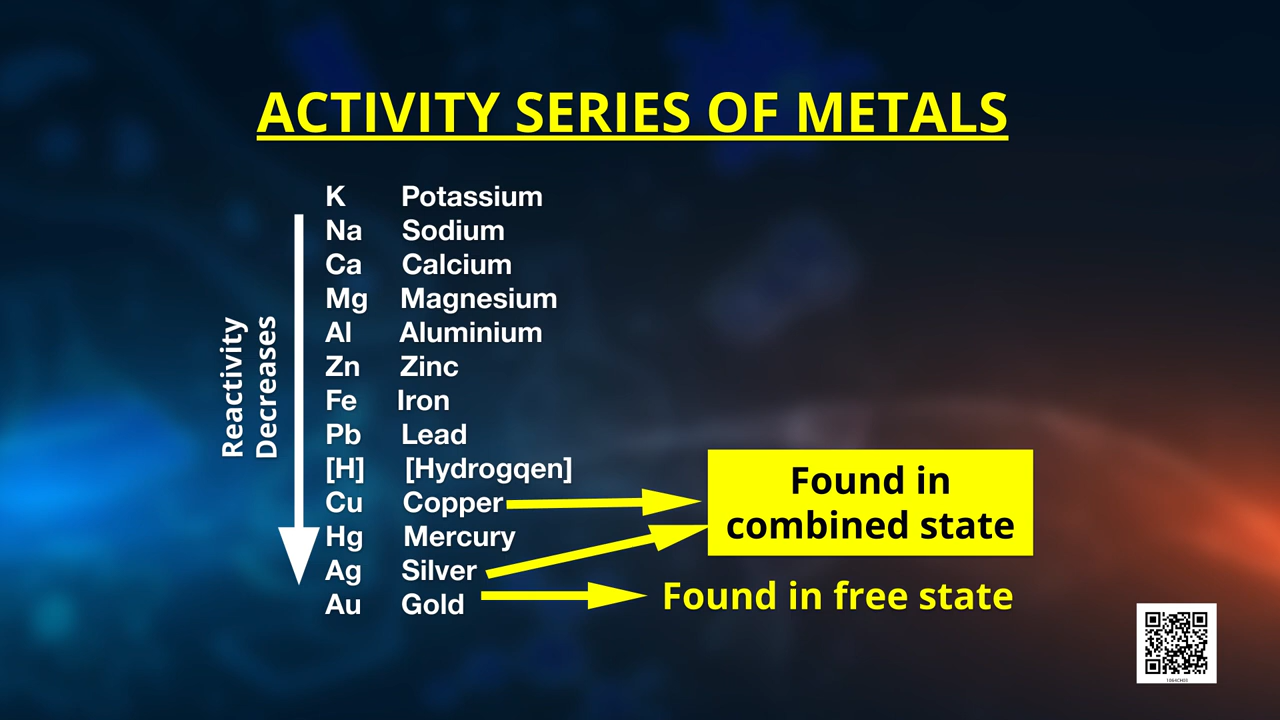 ACTIVITY SERIES OF METALS
Reactivity
Decreases
K Potassium
Na Sodium
Ca Calcium
Mg Magnesium
Al Aluminium
Zn Zinc
Fe Iron
Pb Lead
[H] [Hydrogqen]
Cu Copper
Hg Mercury
Ag Silver
Au Gold
Found in
combined state
Found in free state